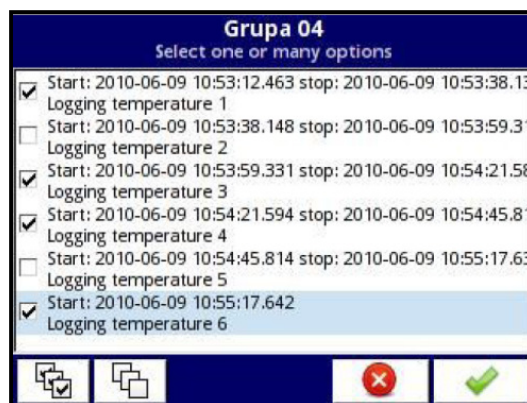 Grupa 04
Select one or many options
Start: 2010-06-09 10:53:12.463 stop: 2010-06-09 10:53:38.13
Logging temperature 1
Start: 2010-06-09 10:53:38.148 stop: 2010-06-09 10:53:59.31
Logging temperature 2
Start: 2010-06-09 10:53:59.331 stop: 2010-06-09 10:54:21.58
Logging temperature 3
Start: 2010-06-09 10:54:21.594 stop: 2010-06-09 10:54:45.81
Logging temperature 4
Start: 2010-06-09 10:54:45.814 stop: 2010-06-09 10:55:17.63
Logging temperature 5
Start: 2010-06-09 10:55:17.642
Logging temperature 6